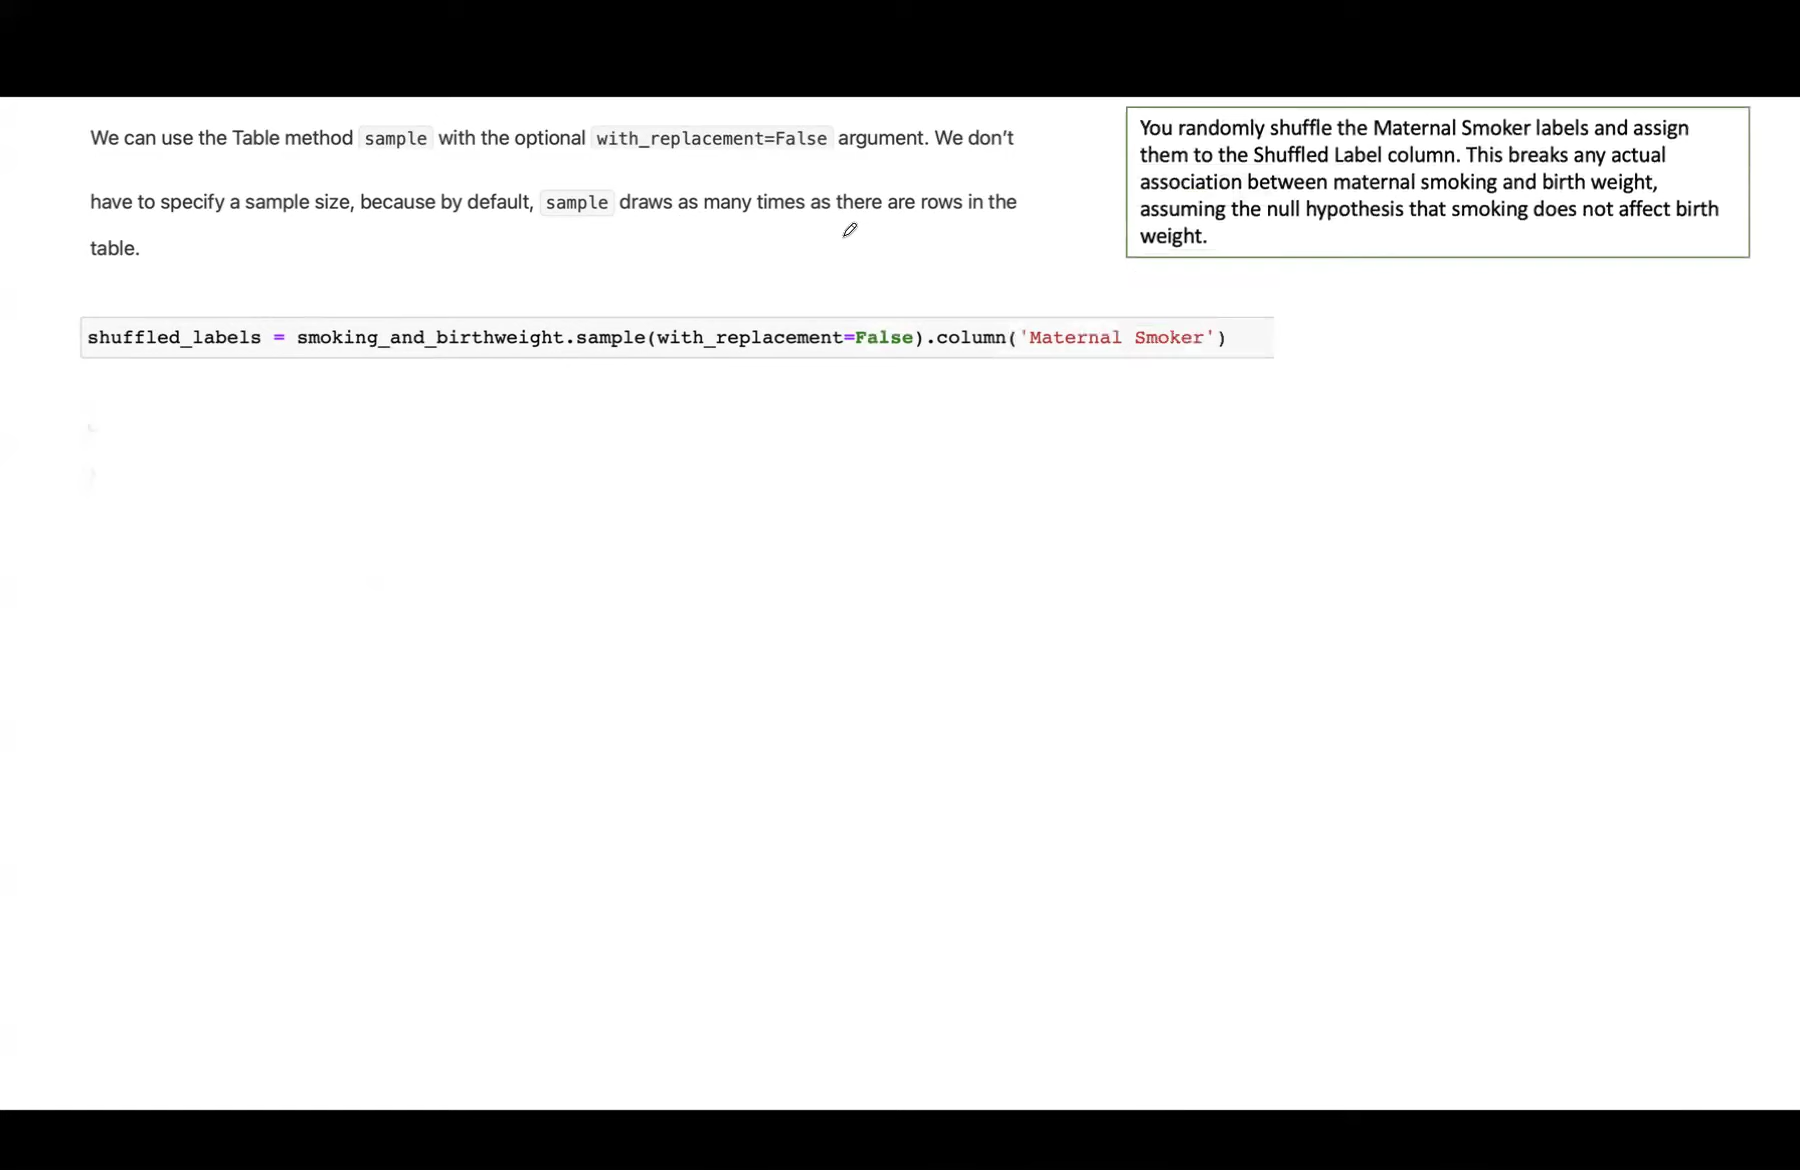 We can use the Table method sample with the optional with_replacement=False argument. We don’t
have to specify a sample size, because by default, sample draws as many times as there are rows in the
table.
You randomly shuffle the Maternal Smoker labels and assign
them to the Shuffled Label column. This breaks any actual
association between maternal smoking and birth weight,
assuming the null hypothesis that smoking does not affect birth
weight.
shuffled_labels = smoking_and_birthweight.sample(with_replacement=False).column('Maternal Smoker')